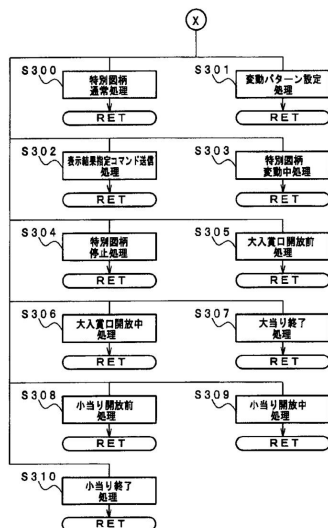 X
S300
特別図柄
通常処理
RET
S301
変動パターン設定
処理
RET
S302
表示結果指定コマンド送信
処理
RET
S303
特別図柄
変動中処理
RET
S304
特別図柄
停止処理
RET
S305
大入賞口開放前
処理
RET
S306
大入賞口開放中
処理
RET
S307
大当り終了
処理
RET
S308
小当り開放前
処理
RET
S309
小当り開放中
処理
RET
S310
小当り終了
処理
RET